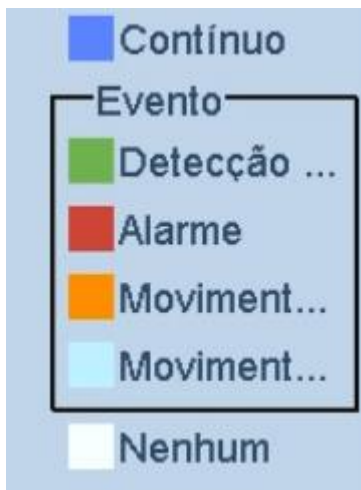 Contínuo
Evento
Detecção ...
Alarme
Moviment...
Moviment...
Nenhum